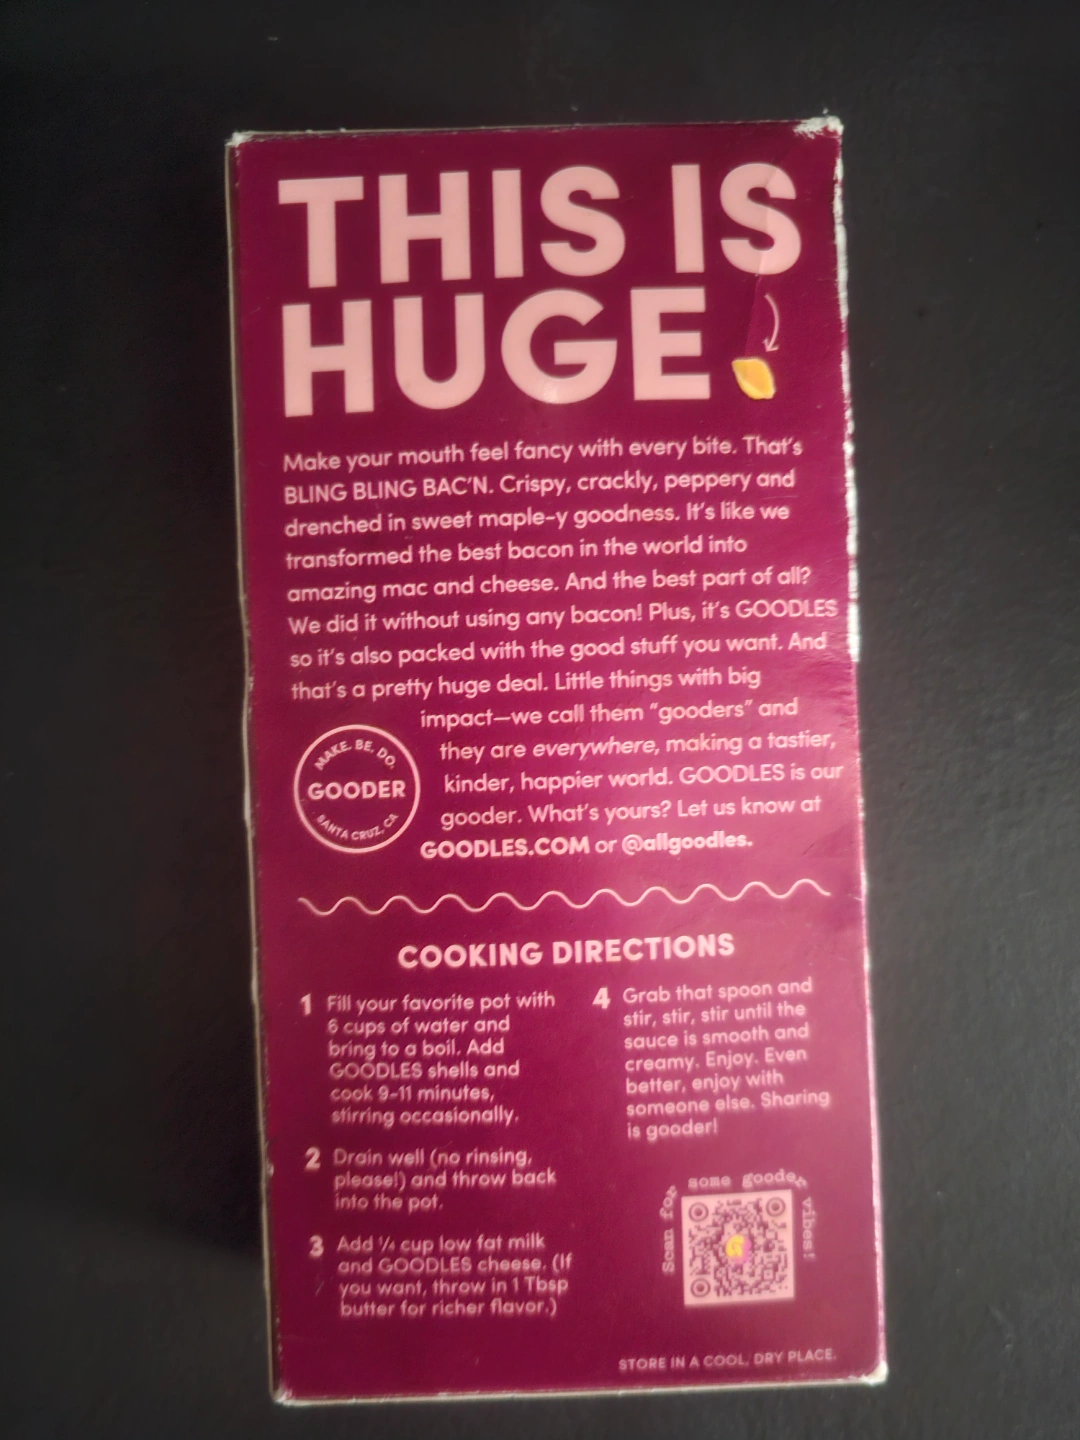 THIS IS
HUGE
Make your mouth feel fancy with every bite. That's
BLING BLING BAC'N. Crispy, crackly, peppery and
drenched in sweet maple-y goodness. It's like we
transformed the best bacon in the world into
amazing mac and cheese. And the best part of all?
We did it without using any bacon! Plus, it's GOODLES
so it's also packed with the good stuff you want. And
that's a pretty huge deal. Little things with big
impact—we call them "gooders" and
they are everywhere, making a tastier,
kinder, happier world. GOODLES is our
gooder. What's yours? Let us know at
GOODLES.COM or @allgoodles.
MAKE. BE. DO.
GOODER
SANTA CRUZ, CA
COOKING DIRECTIONS
1 Fill your favorite pot with
6 cups of water and
bring to a boil. Add
GOODLES shells and
cook 9-11 minutes,
stirring occasionally.
2 Drain well (no rinsing,
please!) and throw back
into the pot.
3 Add 1/4 cup low fat milk
and GOODLES cheese. (If
you want, throw in 1 Tbsp
butter for richer flavor.)
4 Grab that spoon and
stir, stir, stir until the
sauce is smooth and
creamy. Enjoy. Even
better, enjoy with
someone else. Sharing
is gooder!
Scan for some gooder vibes!
STORE IN A COOL, DRY PLACE.